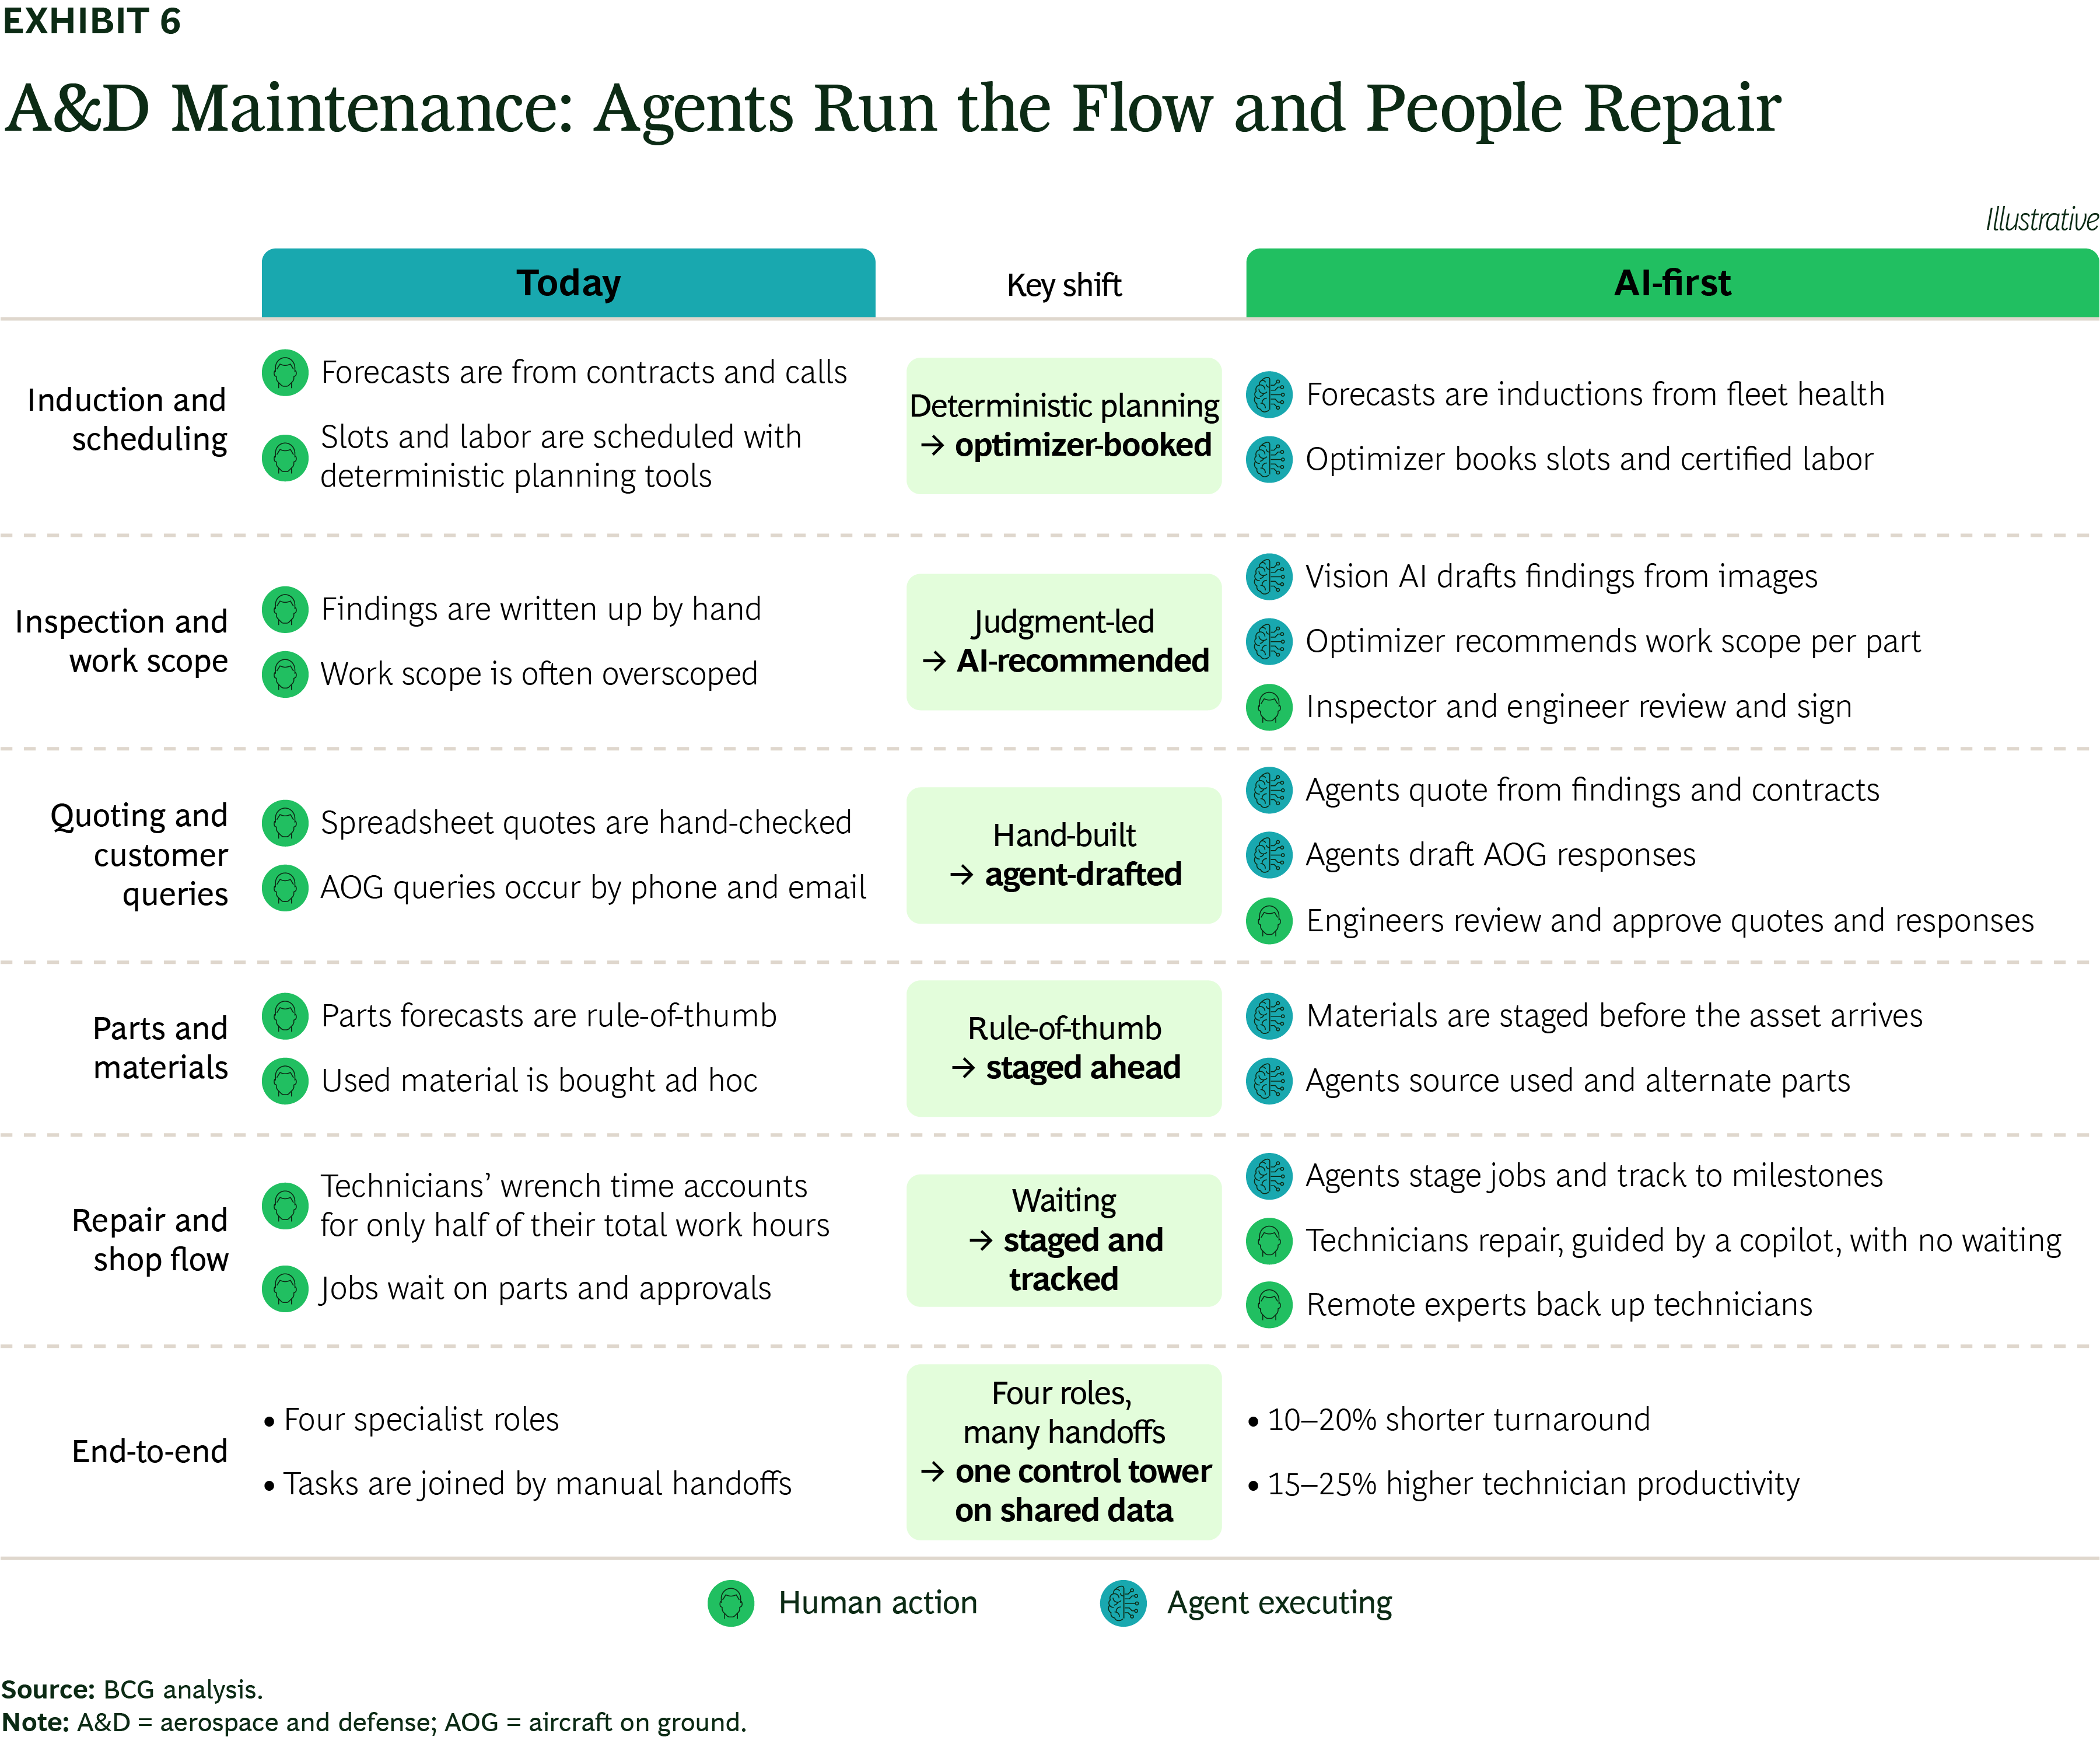 EXHIBIT 6
A&D Maintenance: Agents Run the Flow and People Repair
Illustrative
Today
Key shift
AI-first
Induction and
scheduling
Forecasts are from contracts and calls
Slots and labor are scheduled with
deterministic planning tools
Deterministic planning
→ optimizer-booked
Forecasts are inductions from fleet health
Optimizer books slots and certified labor
Inspection and
work scope
Findings are written up by hand
Work scope is often overscoped
Judgment-led
→ AI-recommended
Vision AI drafts findings from images
Optimizer recommends work scope per part
Inspector and engineer review and sign
Quoting and
customer
queries
Spreadsheet quotes are hand-checked
AOG queries occur by phone and email
Hand-built
→ agent-drafted
Agents quote from findings and contracts
Agents draft AOG responses
Engineers review and approve quotes and responses
Parts and
materials
Parts forecasts are rule-of-thumb
Used material is bought ad hoc
Rule-of-thumb
→ staged ahead
Materials are staged before the asset arrives
Agents source used and alternate parts
Repair and
shop flow
Technicians’ wrench time accounts
for only half of their total work hours
Jobs wait on parts and approvals
Waiting
→ staged and
tracked
Agents stage jobs and track to milestones
Technicians repair, guided by a copilot, with no waiting
Remote experts back up technicians
End-to-end
• Four specialist roles
• Tasks are joined by manual handoffs
Four roles,
many handoffs
→ one control tower
on shared data
• 10–20% shorter turnaround
• 15–25% higher technician productivity
Human action
Agent executing
Source: BCG analysis.
Note: A&D = aerospace and defense; AOG = aircraft on ground.